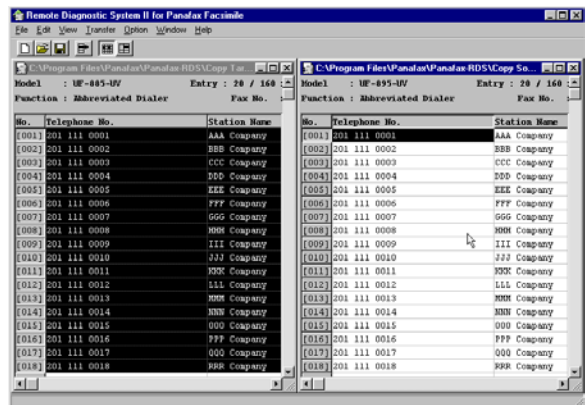 Remote Diagnostic System II for Panafax Facsimile
File Edit View Transfer Option Window Help
C:\Program Files\Panafax\Panafax-RDS\Copy Tar...
Model : UF-885-UV Entry : 20 / 160
Function : Abbreviated Dialer Fax No. :
No. Telephone No. Station Name
[001] 201 111 0001 AAA Company
[002] 201 111 0002 BBB Company
[003] 201 111 0003 CCC Company
[004] 201 111 0004 DDD Company
[005] 201 111 0005 EEE Company
[006] 201 111 0006 FFF Company
[007] 201 111 0007 GGG Company
[008] 201 111 0008 HHH Company
[009] 201 111 0009 III Company
[010] 201 111 0010 JJJ Company
[011] 201 111 0011 KKK Company
[012] 201 111 0012 LLL Company
[013] 201 111 0013 MMM Company
[014] 201 111 0014 NNN Company
[015] 201 111 0015 OOO Company
[016] 201 111 0016 PPP Company
[017] 201 111 0017 QQQ Company
[018] 201 111 0018 RRR Company
C:\Program Files\Panafax\Panafax-RDS\Copy So...
Model : UF-895-UV Entry : 20 / 160
Function : Abbreviated Dialer Fax No. :
No. Telephone No. Station Name
[001] 201 111 0001 AAA Company
[002] 201 111 0002 BBB Company
[003] 201 111 0003 CCC Company
[004] 201 111 0004 DDD Company
[005] 201 111 0005 EEE Company
[006] 201 111 0006 FFF Company
[007] 201 111 0007 GGG Company
[008] 201 111 0008 HHH Company
[009] 201 111 0009 III Company
[010] 201 111 0010 JJJ Company
[011] 201 111 0011 KKK Company
[012] 201 111 0012 LLL Company
[013] 201 111 0013 MMM Company
[014] 201 111 0014 NNN Company
[015] 201 111 0015 OOO Company
[016] 201 111 0016 PPP Company
[017] 201 111 0017 QQQ Company
[018] 201 111 0018 RRR Company